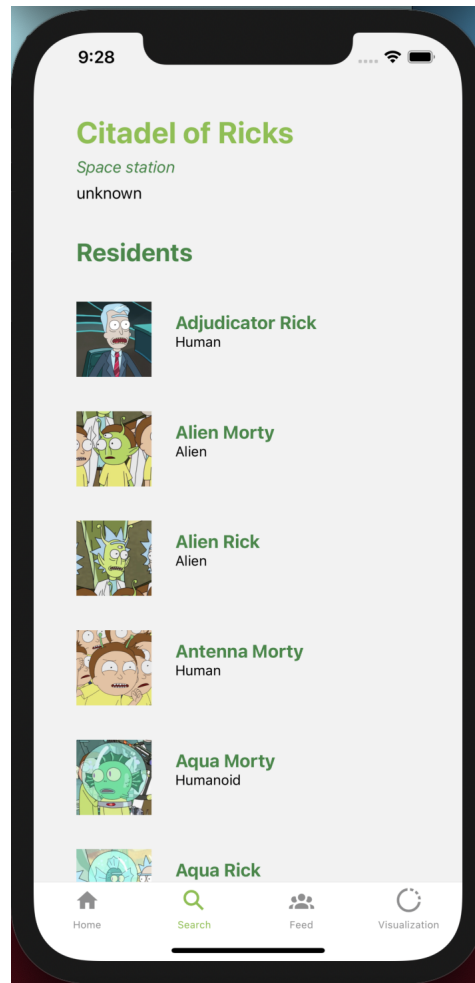 9:28
Citadel of Ricks
Space station
unknown
Residents
Adjudicator Rick
Human
Alien Morty
Alien
Alien Rick
Alien
Antenna Morty
Human
Aqua Morty
Humanoid
Aqua Rick
Home
Search
Feed
Visualization